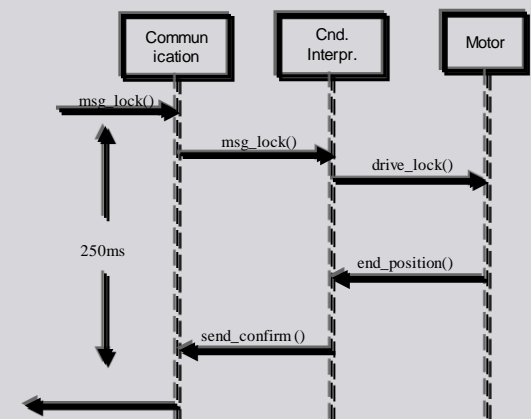 Commun
ication
Cnd.
Interpr.
Motor
msg_lock()
msg_lock()
drive_lock()
250ms
end_position()
send_confirm()